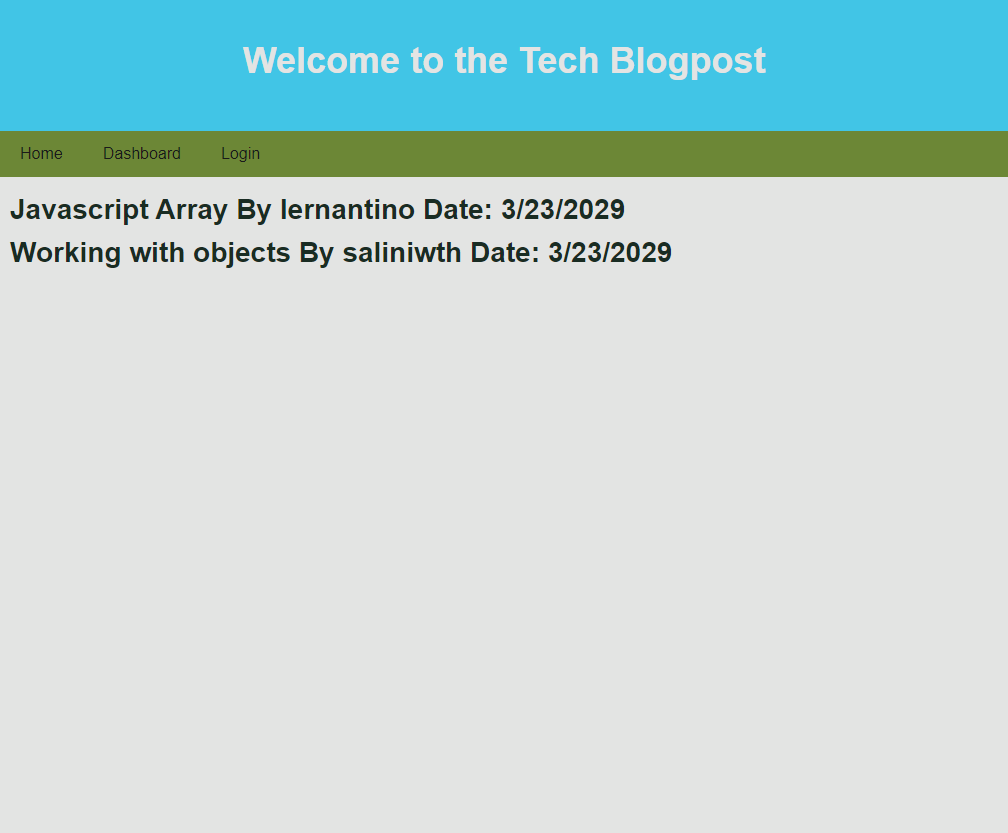 Welcome to the Tech Blogpost
Home Dashboard Login
Javascript Array By lernantino Date: 3/23/2029
Working with objects By saliniwth Date: 3/23/2029